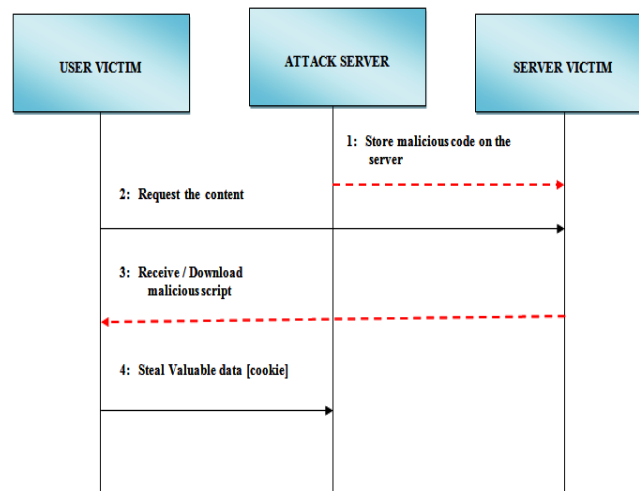 USER VICTIM
ATTACK SERVER
SERVER VICTIM
1: Store malicious code on the
server
2: Request the content
3: Receive / Download
malicious script
4: Steal Valuable data [cookie]